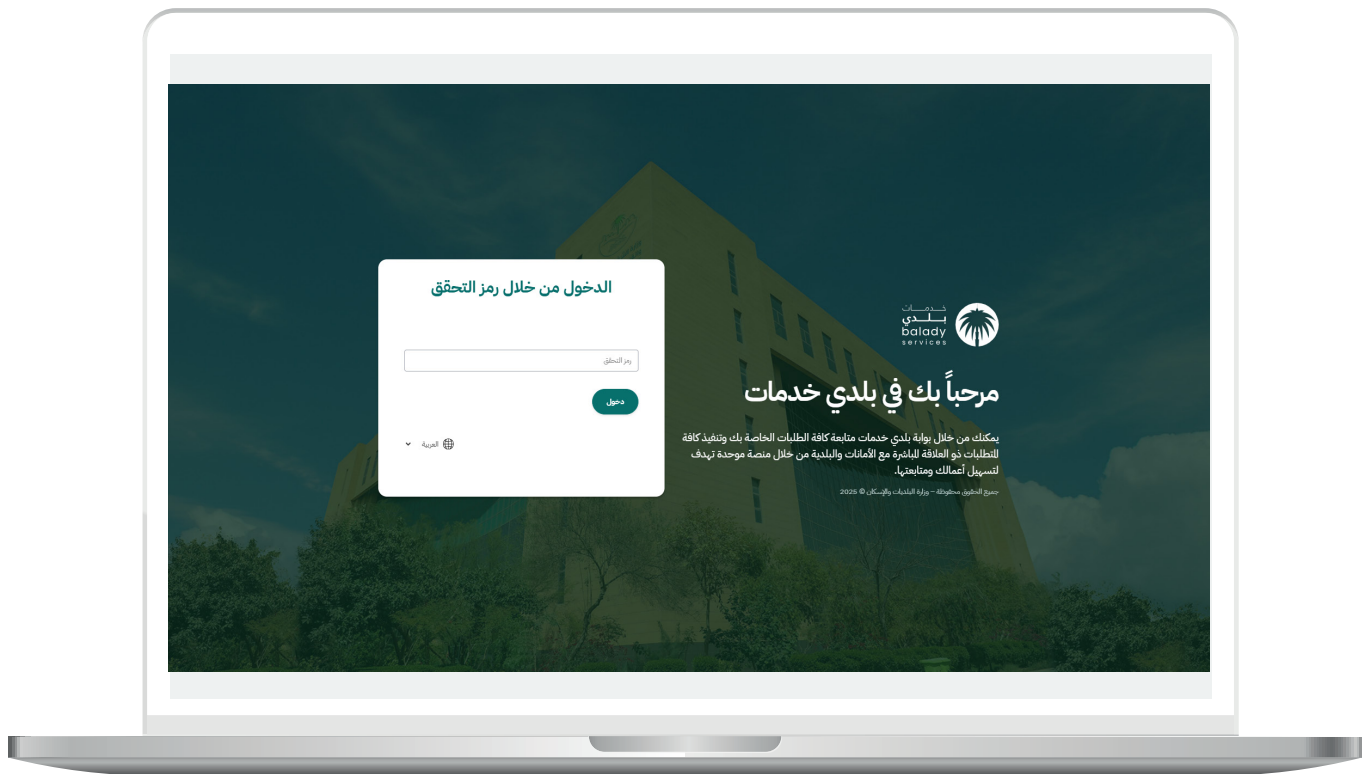 خدمات
بلدي
balady
services
مرحباً بك في بلدي خدمات
يمكنك من خلال بوابة بلدي خدمات متابعة كافة الطلبات الخاصة بك وتنفيذ كافة
المتطلبات ذو العلاقة المباشرة مع الأمانات والبلدية من خلال منصة موحدة تهدف
لتسهيل أعمالك ومتابعتها.
جميع الحقوق محفوظة – وزارة البلديات والإسكان © 2025
الدخول من خلال رمز التحقق
رمز التحقق
دخول
العربية